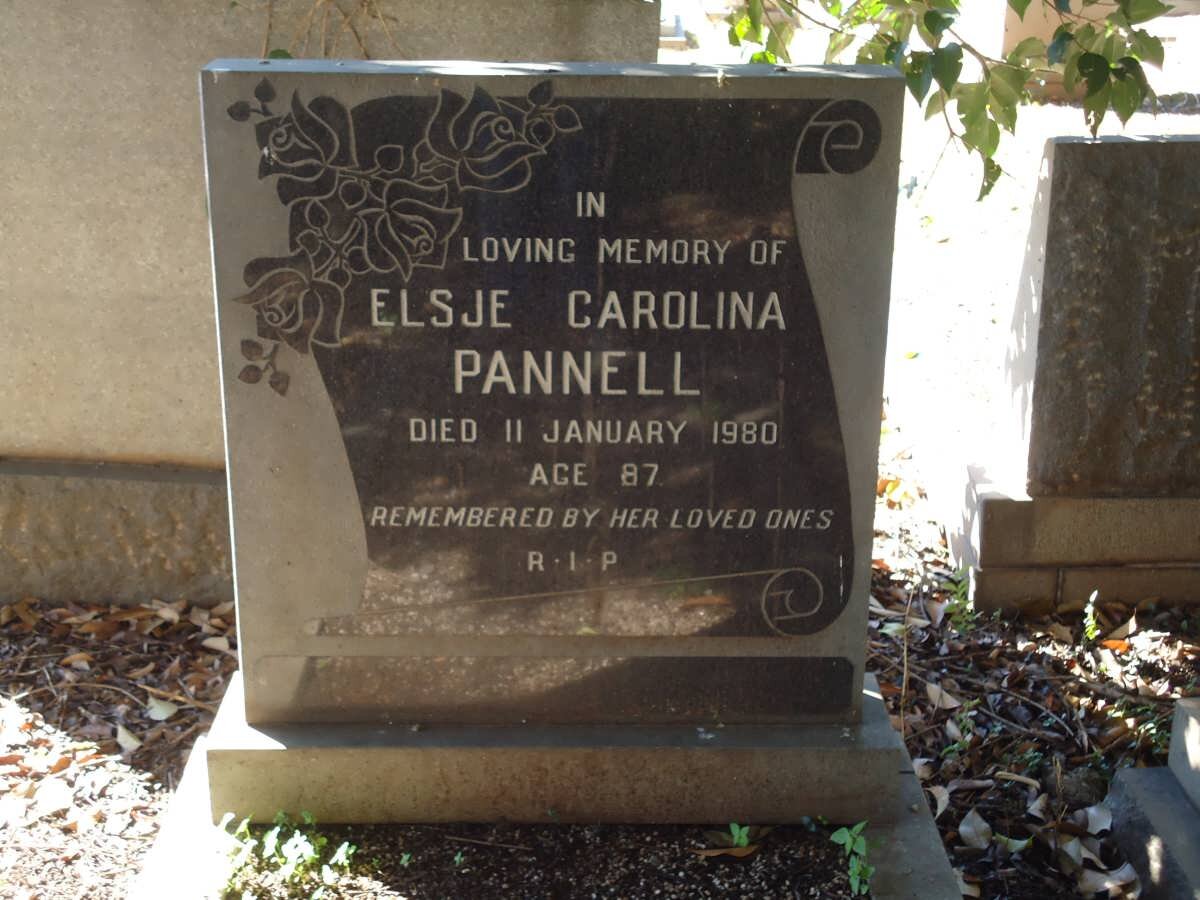 IN
LOVING MEMORY OF
ELSJE CAROLINA
PANNELL
DIED 11 JANUARY 1980
AGE 87.
REMEMBERED BY HER LOVED ONES
R·I·P